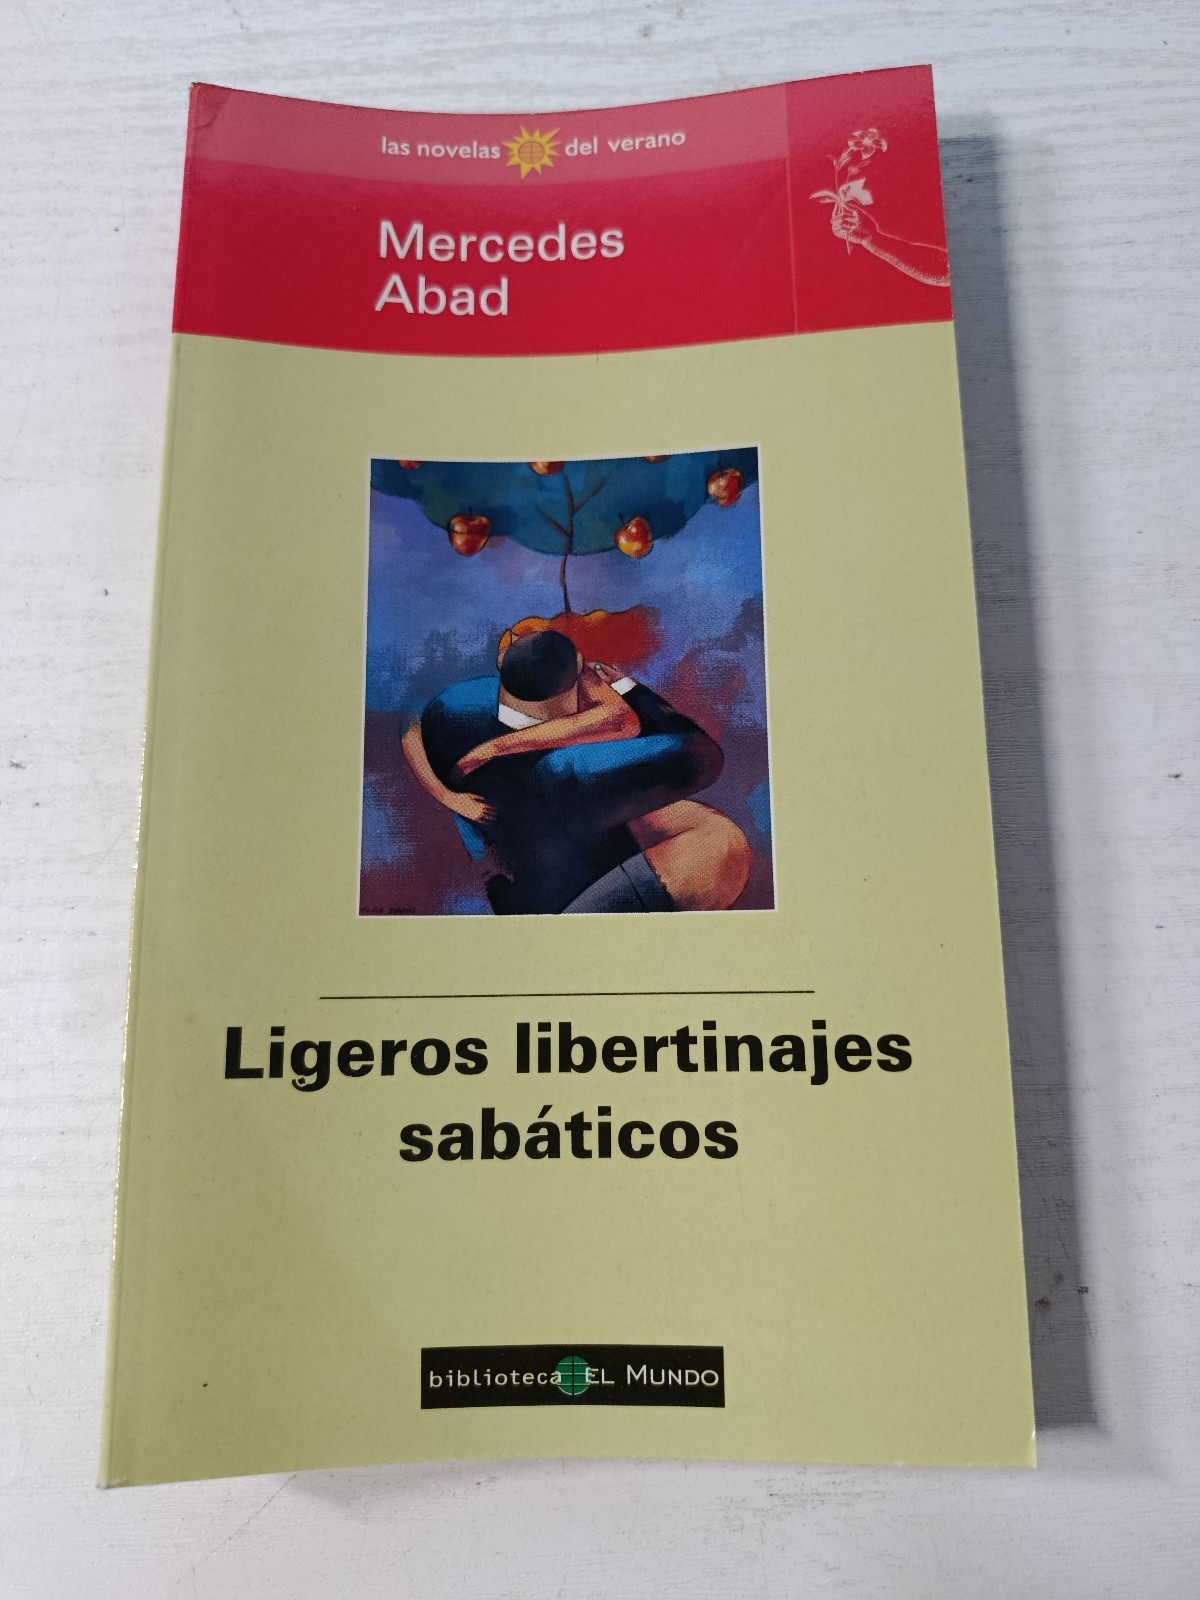 las novelas del verano
Mercedes
Abad
Ligeros libertinajes
sabáticos
biblioteca EL MUNDO